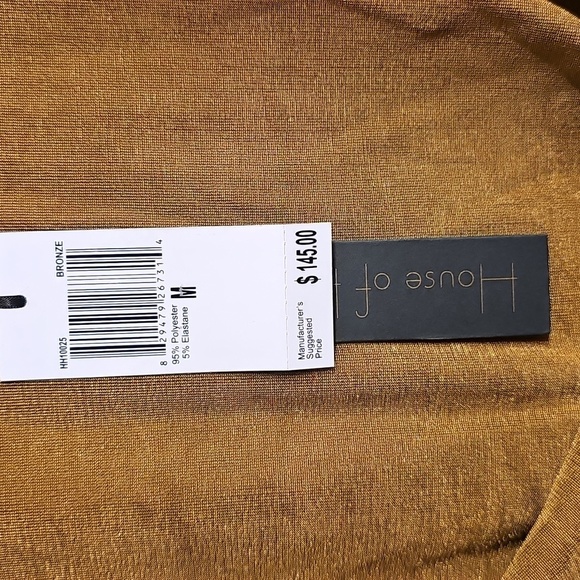 HH10025
BRONZE
8 29479 26731 4
95% Polyester
5% Elastane
M
Manufacturer's
Suggested
Price
$ 145.00
House of